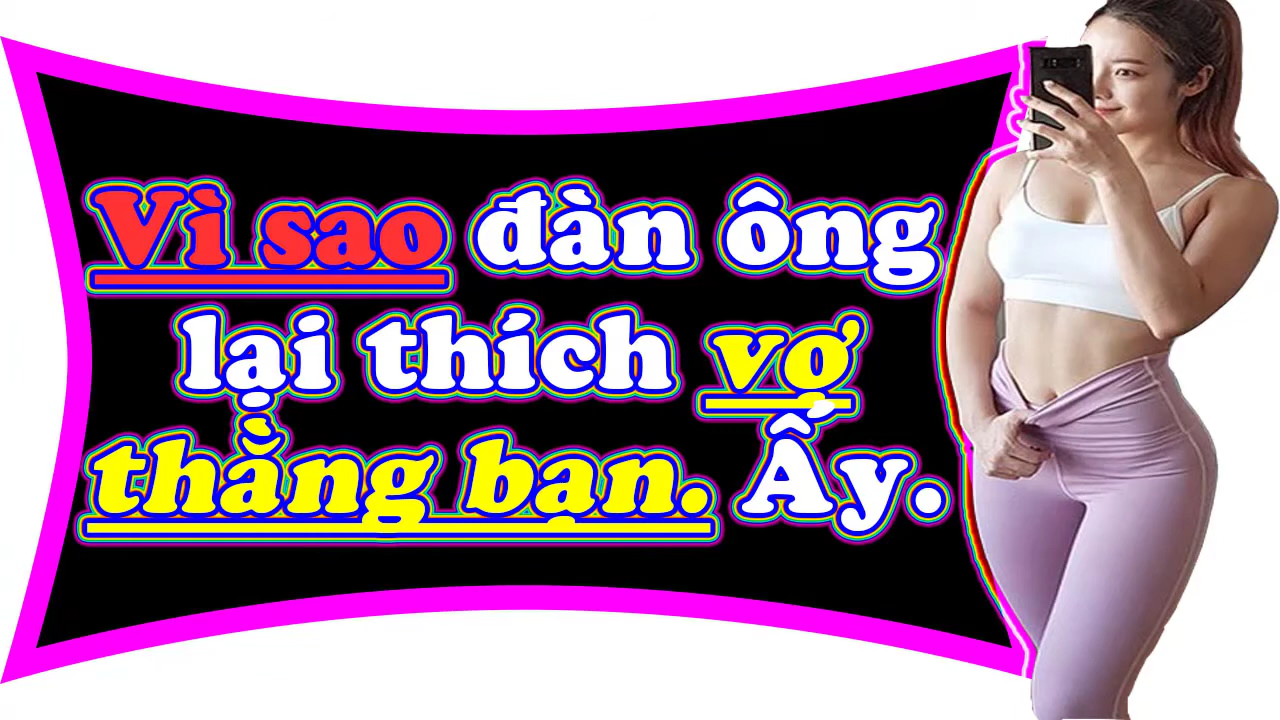 Vì sao đàn ông
lại thích vợ
thằng bạn. Ấy.